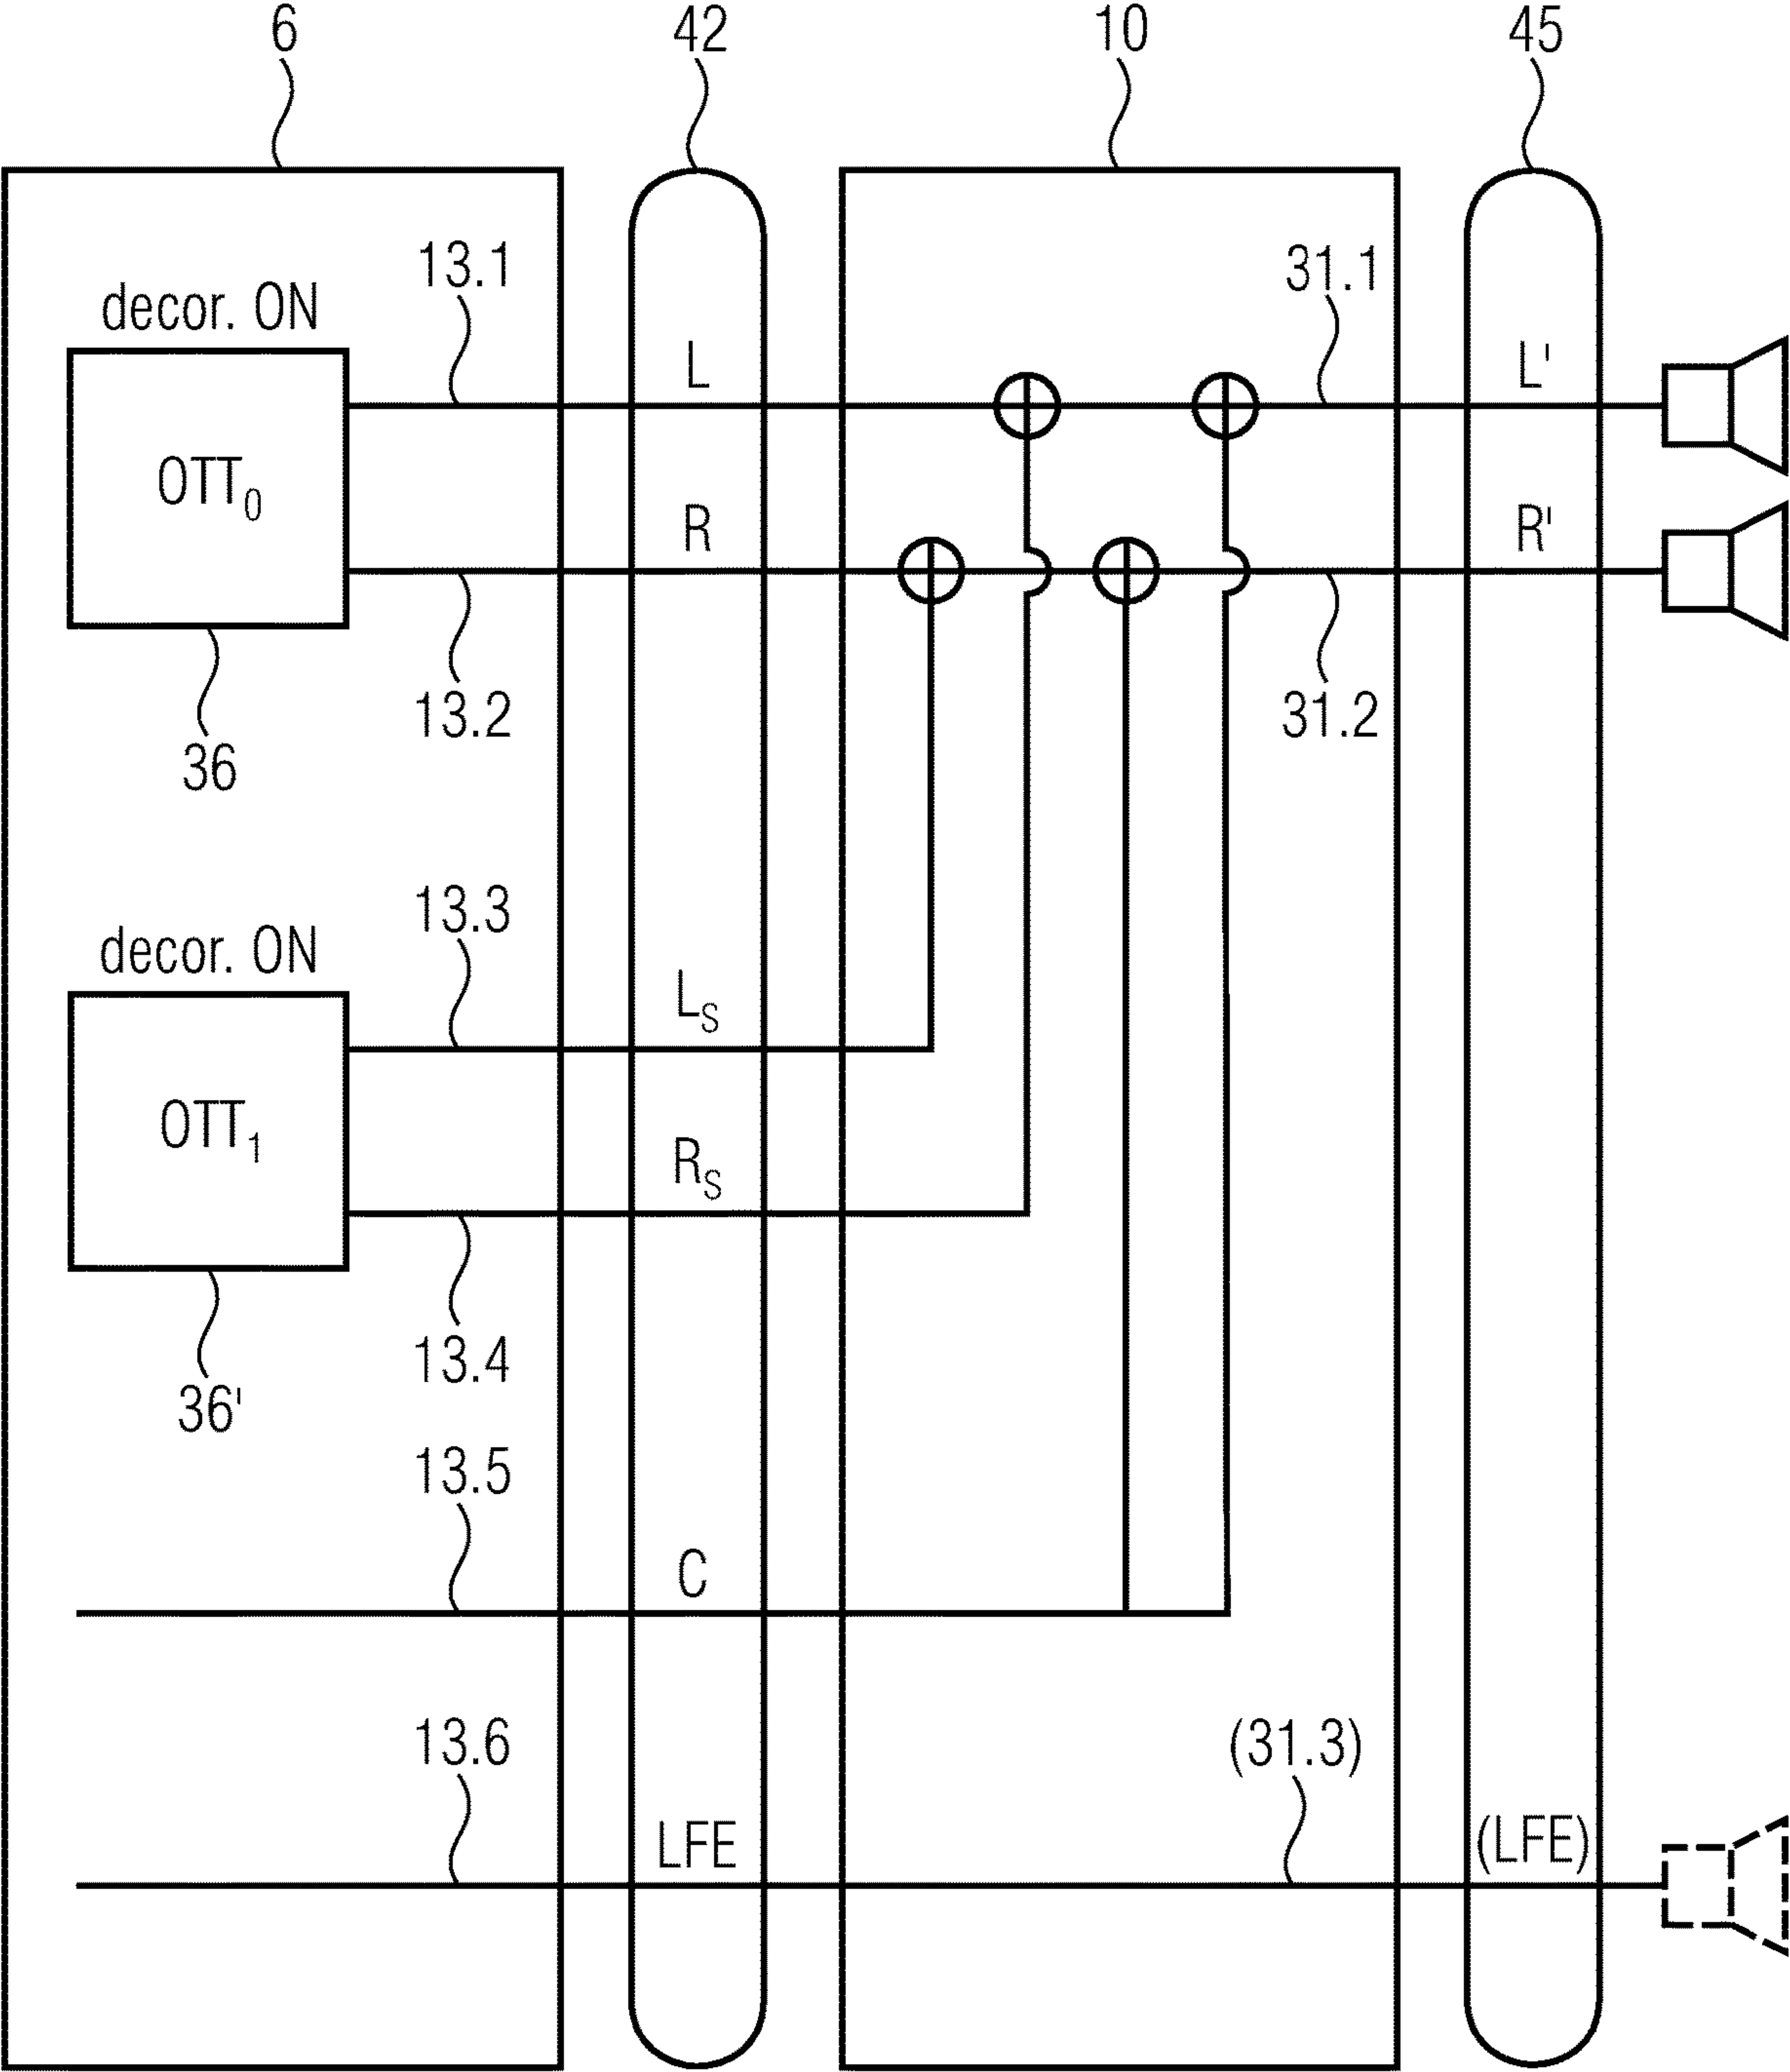 6
42
10
45
13.1
31.1
decor. ON
L
L'
OTT0
R
R'
13.2
31.2
36
13.3
decor. ON
LS
OTT1
RS
13.4
36'
13.5
C
13.6
(31.3)
LFE
(LFE)